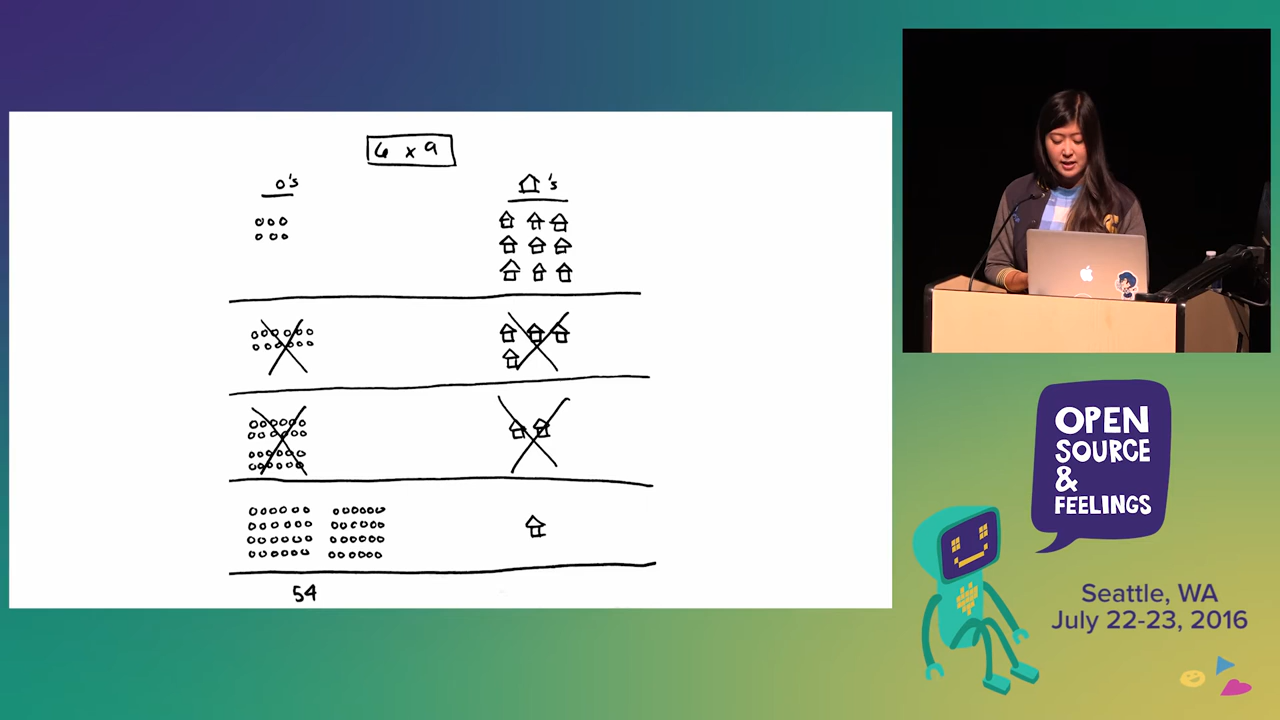 6 x 9
o's
's
54
OPEN
SOURCE
&
FEELINGS
Seattle, WA
July 22-23, 2016